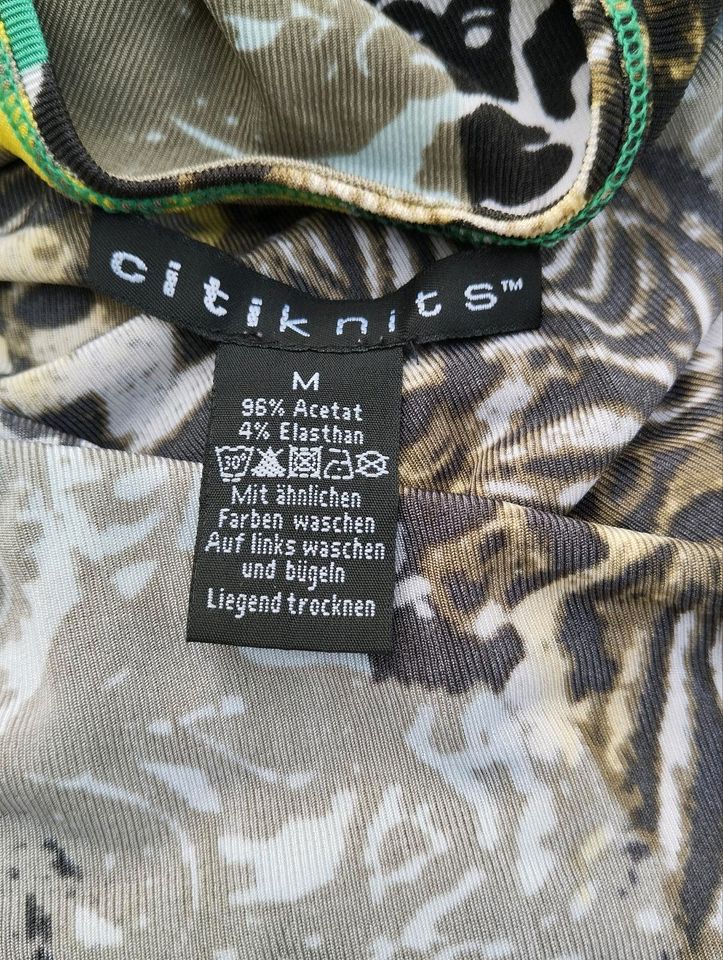 citiknits™
M
96% Acetat
4% Elasthan
30°
Mit ähnlichen
Farben waschen
Auf links waschen
und bügeln
Liegend trocknen